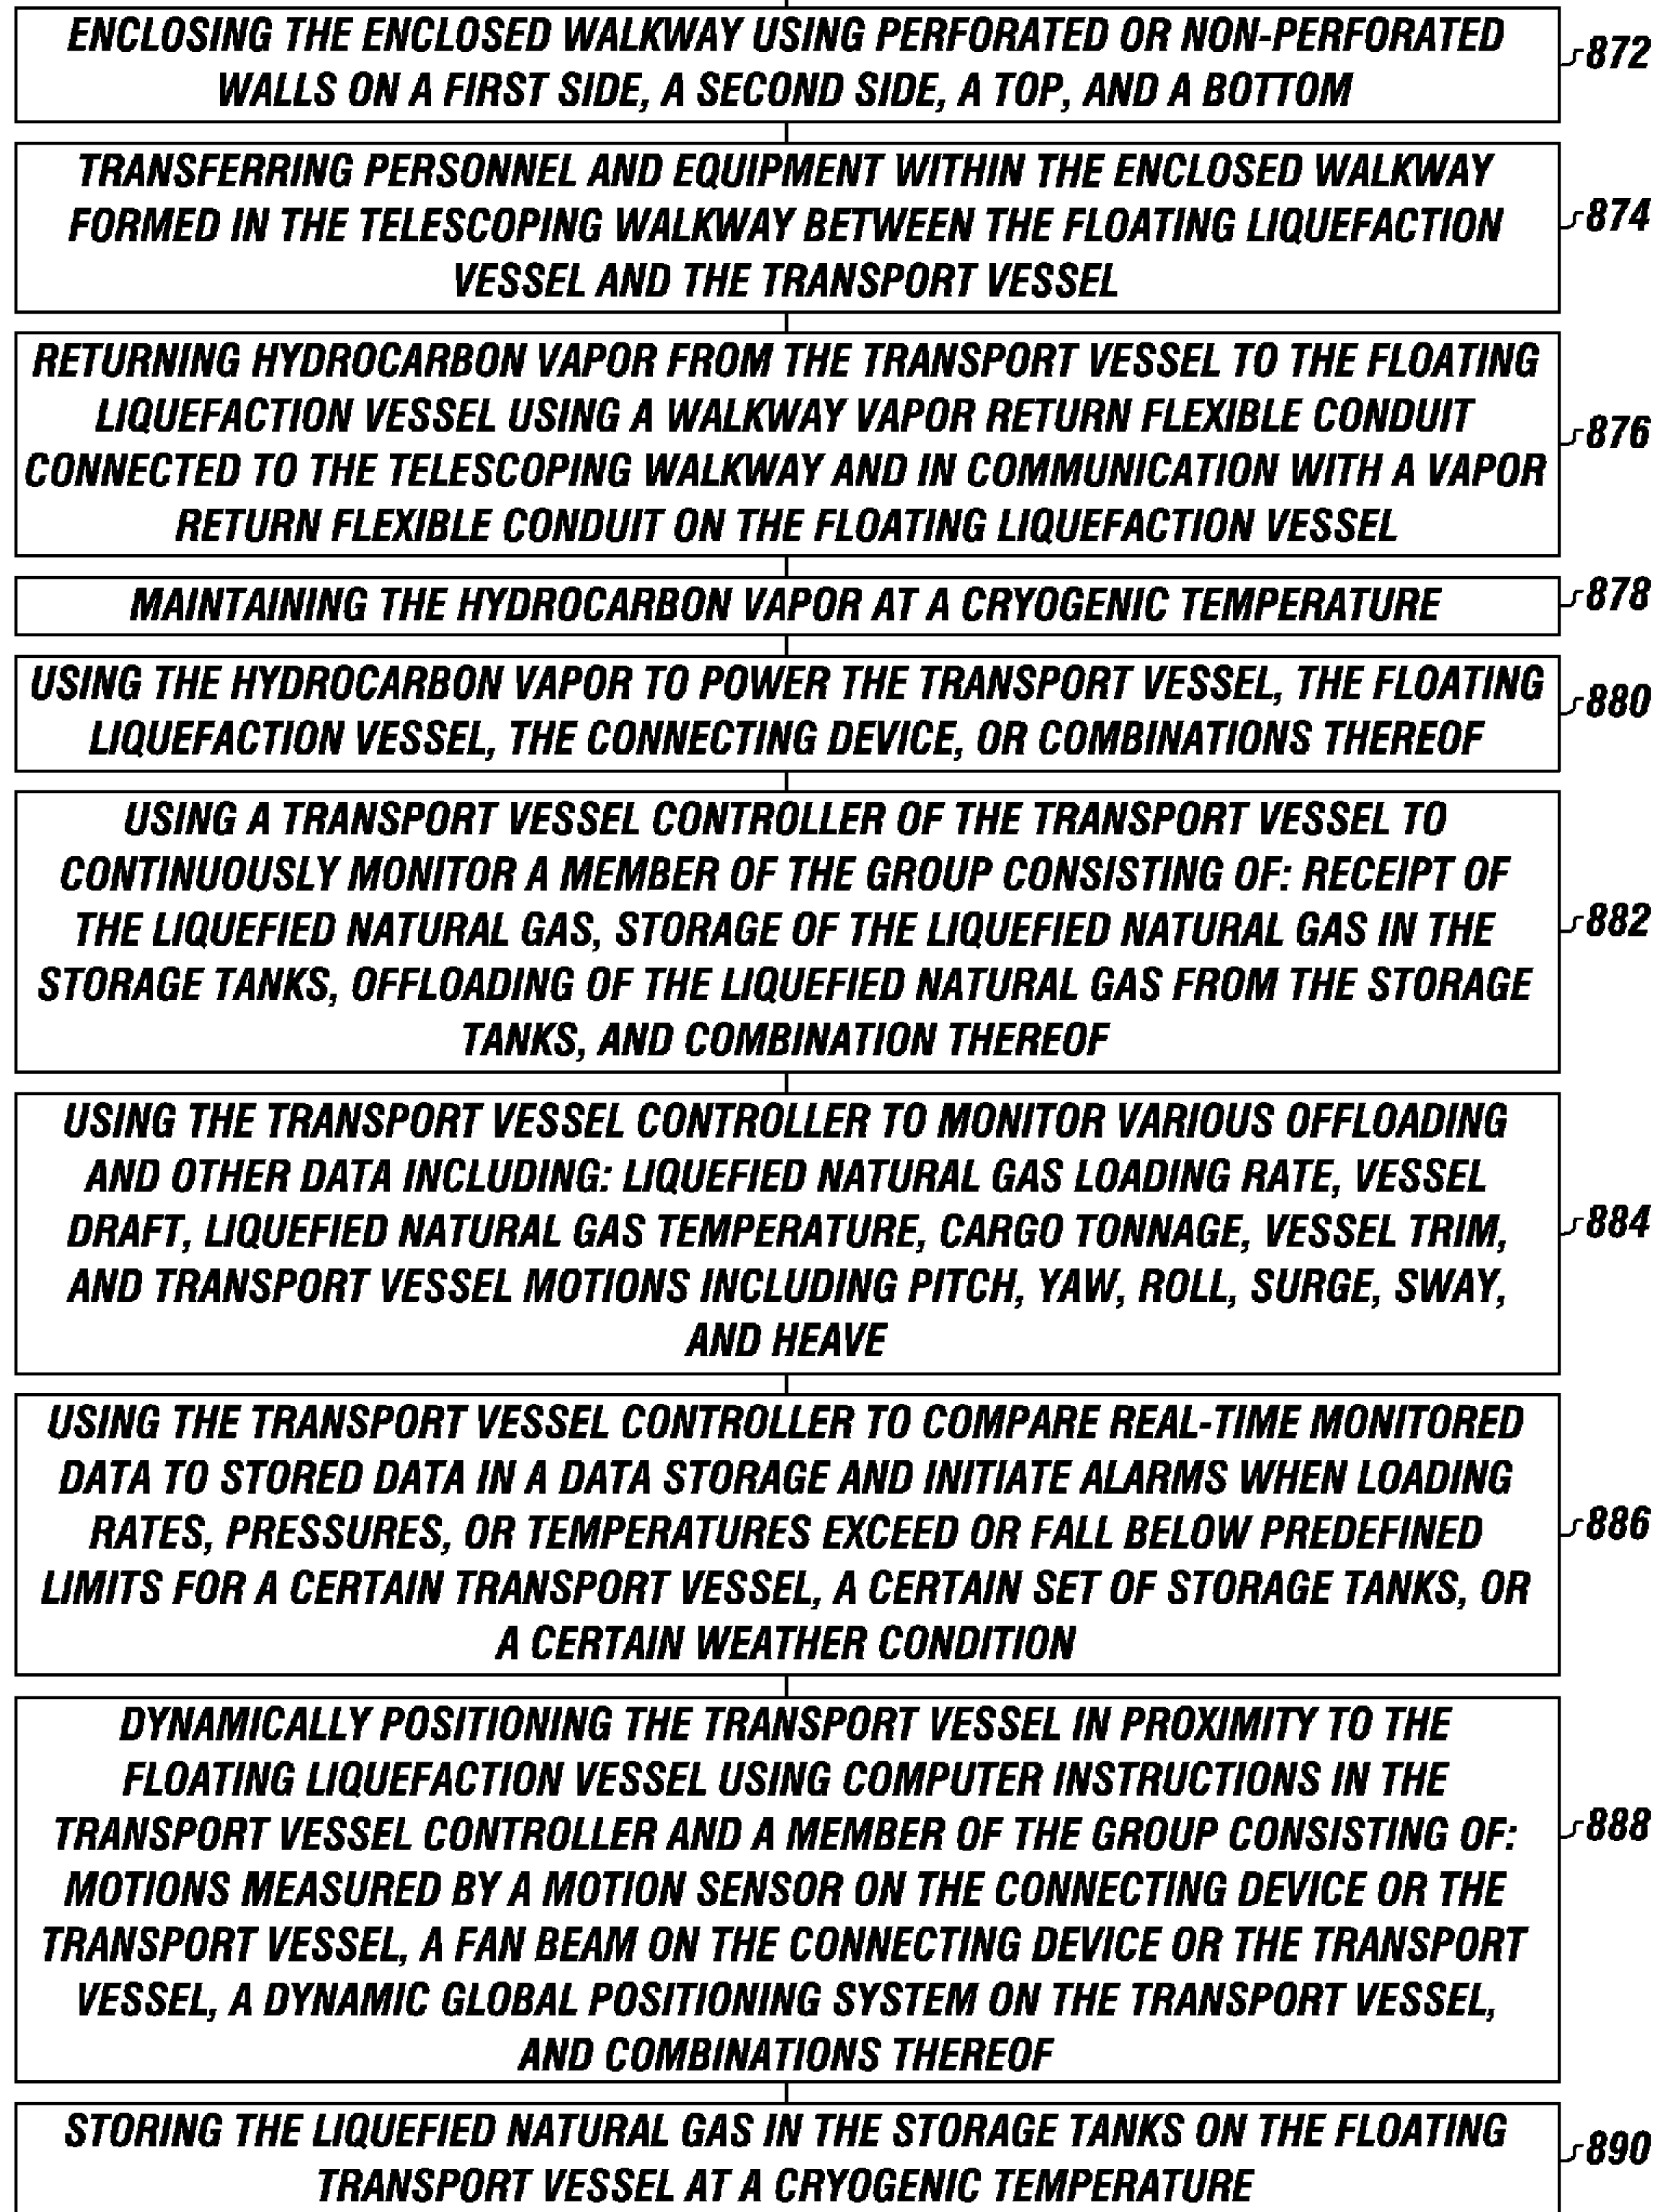 ENCLOSING THE ENCLOSED WALKWAY USING PERFORATED OR NON-PERFORATED
WALLS ON A FIRST SIDE, A SECOND SIDE, A TOP, AND A BOTTOM
872
TRANSFERRING PERSONNEL AND EQUIPMENT WITHIN THE ENCLOSED WALKWAY
FORMED IN THE TELESCOPING WALKWAY BETWEEN THE FLOATING LIQUEFACTION
VESSEL AND THE TRANSPORT VESSEL
874
RETURNING HYDROCARBON VAPOR FROM THE TRANSPORT VESSEL TO THE FLOATING
LIQUEFACTION VESSEL USING A WALKWAY VAPOR RETURN FLEXIBLE CONDUIT
CONNECTED TO THE TELESCOPING WALKWAY AND IN COMMUNICATION WITH A VAPOR
RETURN FLEXIBLE CONDUIT ON THE FLOATING LIQUEFACTION VESSEL
876
MAINTAINING THE HYDROCARBON VAPOR AT A CRYOGENIC TEMPERATURE
878
USING THE HYDROCARBON VAPOR TO POWER THE TRANSPORT VESSEL, THE FLOATING
LIQUEFACTION VESSEL, THE CONNECTING DEVICE, OR COMBINATIONS THEREOF
880
USING A TRANSPORT VESSEL CONTROLLER OF THE TRANSPORT VESSEL TO
CONTINUOUSLY MONITOR A MEMBER OF THE GROUP CONSISTING OF: RECEIPT OF
THE LIQUEFIED NATURAL GAS, STORAGE OF THE LIQUEFIED NATURAL GAS IN THE
STORAGE TANKS, OFFLOADING OF THE LIQUEFIED NATURAL GAS FROM THE STORAGE
TANKS, AND COMBINATION THEREOF
882
USING THE TRANSPORT VESSEL CONTROLLER TO MONITOR VARIOUS OFFLOADING
AND OTHER DATA INCLUDING: LIQUEFIED NATURAL GAS LOADING RATE, VESSEL
DRAFT, LIQUEFIED NATURAL GAS TEMPERATURE, CARGO TONNAGE, VESSEL TRIM,
AND TRANSPORT VESSEL MOTIONS INCLUDING PITCH, YAW, ROLL, SURGE, SWAY,
AND HEAVE
884
USING THE TRANSPORT VESSEL CONTROLLER TO COMPARE REAL-TIME MONITORED
DATA TO STORED DATA IN A DATA STORAGE AND INITIATE ALARMS WHEN LOADING
RATES, PRESSURES, OR TEMPERATURES EXCEED OR FALL BELOW PREDEFINED
LIMITS FOR A CERTAIN TRANSPORT VESSEL, A CERTAIN SET OF STORAGE TANKS, OR
A CERTAIN WEATHER CONDITION
886
DYNAMICALLY POSITIONING THE TRANSPORT VESSEL IN PROXIMITY TO THE
FLOATING LIQUEFACTION VESSEL USING COMPUTER INSTRUCTIONS IN THE
TRANSPORT VESSEL CONTROLLER AND A MEMBER OF THE GROUP CONSISTING OF:
MOTIONS MEASURED BY A MOTION SENSOR ON THE CONNECTING DEVICE OR THE
TRANSPORT VESSEL, A FAN BEAM ON THE CONNECTING DEVICE OR THE TRANSPORT
VESSEL, A DYNAMIC GLOBAL POSITIONING SYSTEM ON THE TRANSPORT VESSEL,
AND COMBINATIONS THEREOF
888
STORING THE LIQUEFIED NATURAL GAS IN THE STORAGE TANKS ON THE FLOATING
TRANSPORT VESSEL AT A CRYOGENIC TEMPERATURE
890